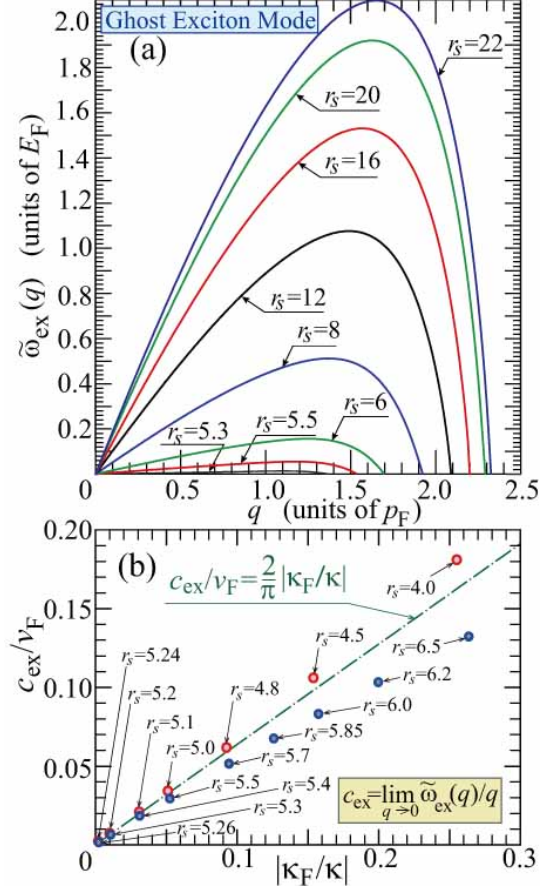 Ghost Exciton Mode
(a)
2.0
1.8
1.6
1.4
1.2
1.0
0.8
0.6
0.4
0.2
0
ω̃ex(q) (units of EF)
rs=22
rs=20
rs=16
rs=12
rs=8
rs=6
rs=5.5
rs=5.3
0 0.5 1.0 1.5 2.0 2.5
q (units of pF)
(b)
0.20
0.15
0.10
0.05
0
cex/vF
cex/vF=2/π|κF/κ|
rs=4.0
rs=4.5
rs=6.5
rs=5.24
rs=6.2
rs=5.2
rs=4.8
rs=6.0
rs=5.1
rs=5.85
rs=5.0
rs=5.7
rs=5.5
rs=5.4
rs=5.3
rs=5.26
cex=lim q→0 ω̃ex(q)/q
0 0.1 0.2 0.3
|κF/κ|